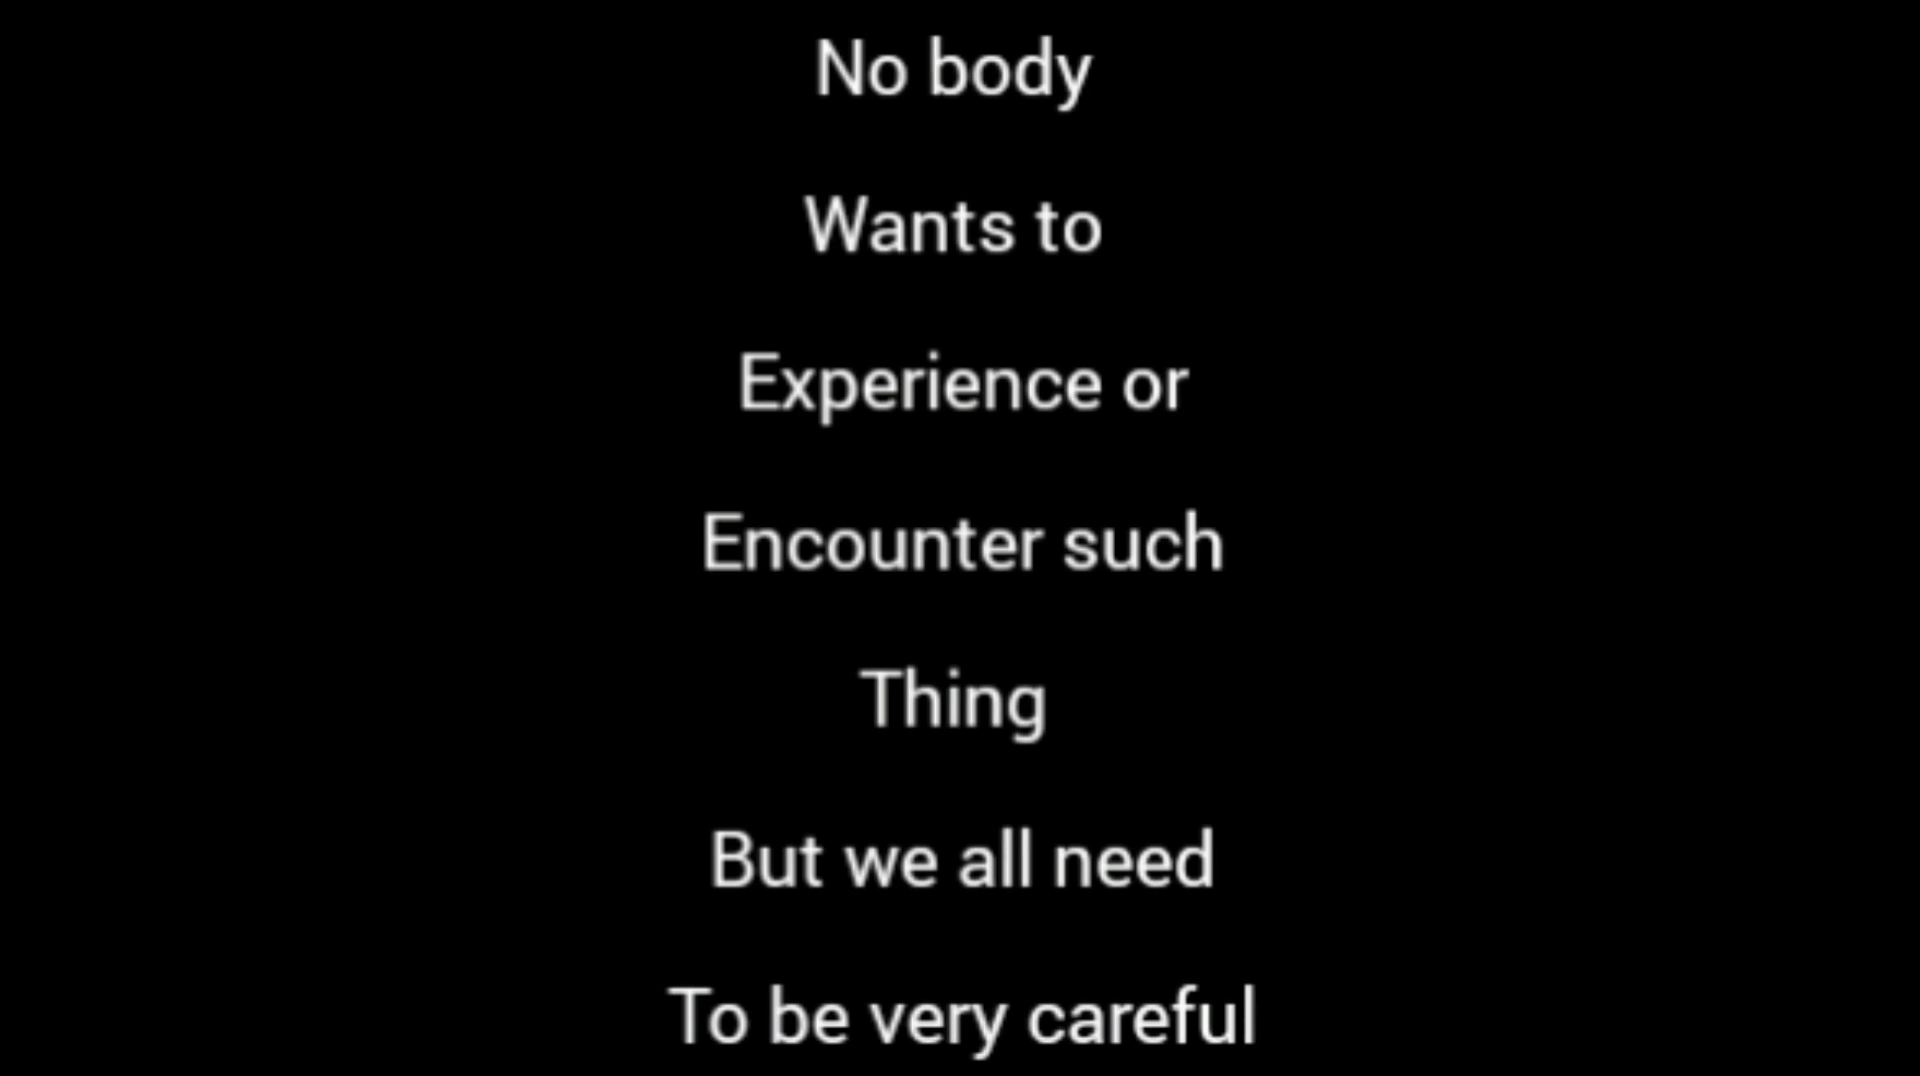 No body
Wants to
Experience or
Encounter such
Thing
But we all need
To be very careful